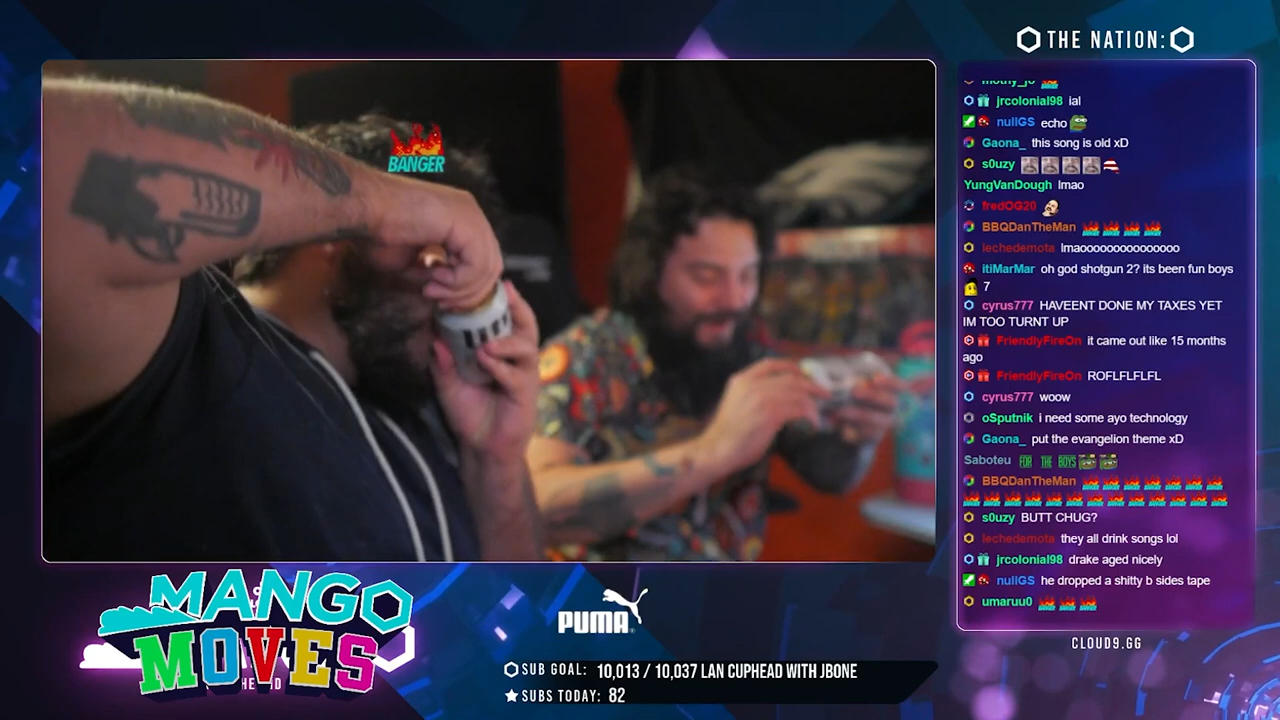 THE NATION:
mothy_jo
jrcolonial98 ial
nullGS echo
Gaona_ this song is old xD
s0uzy
YungVanDough lmao
fredOG20
BBQDanTheMan
lechedemota lmaooooooooooooooo
itiMarMar oh god shotgun 2? its been fun boys
7
cyrus777 HAVEENT DONE MY TAXES YET
IM TOO TURNT UP
FriendlyFireOn it came out like 15 months
ago
FriendlyFireOn ROFLFLFLFL
cyrus777 woow
oSputnik i need some ayo technology
Gaona_ put the evangelion theme xD
Saboteu FOR THE BOYS
BBQDanTheMan
s0uzy BUTT CHUG?
lechedemota they all drink songs lol
jrcolonial98 drake aged nicely
nullGS he dropped a shitty b sides tape
umaruu0
CLOUD9.GG
BANGER
MANGO
MOVES
PUMA
SUB GOAL: 10,013 / 10,037 LAN CUPHEAD WITH JBONE
SUBS TODAY: 82